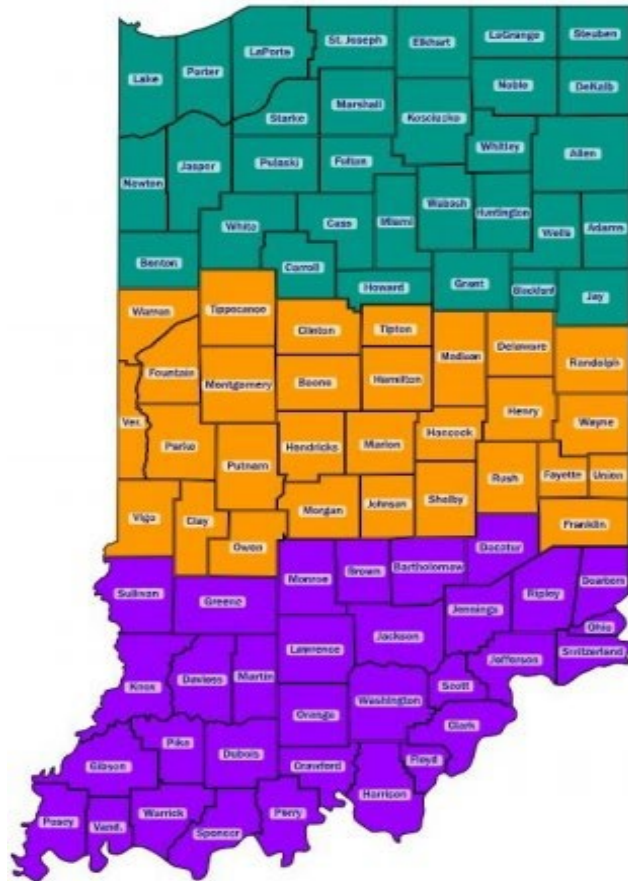 Lake
Porter
LaPorte
St. Joseph
Elkhart
LaGrange
Steuben
Noble
DeKalb
Starke
Marshall
Kosciusko
Whitley
Allen
Newton
Jasper
Pulaski
Fulton
Wabash
Huntington
Miami
Cass
White
Wells
Adams
Benton
Carroll
Howard
Grant
Blackford
Jay
Warren
Tippecanoe
Clinton
Tipton
Madison
Delaware
Randolph
Fountain
Montgomery
Boone
Hamilton
Henry
Wayne
Ver.
Parke
Putnam
Hendricks
Marion
Hancock
Rush
Fayette
Union
Vigo
Clay
Owen
Morgan
Johnson
Shelby
Franklin
Sullivan
Greene
Monroe
Brown
Bartholomew
Decatur
Dearborn
Ripley
Jennings
Ohio
Switzerland
Jefferson
Jackson
Lawrence
Knox
Daviess
Martin
Orange
Washington
Scott
Clark
Floyd
Harrison
Crawford
Dubois
Pike
Gibson
Posey
Vand.
Warrick
Spencer
Perry